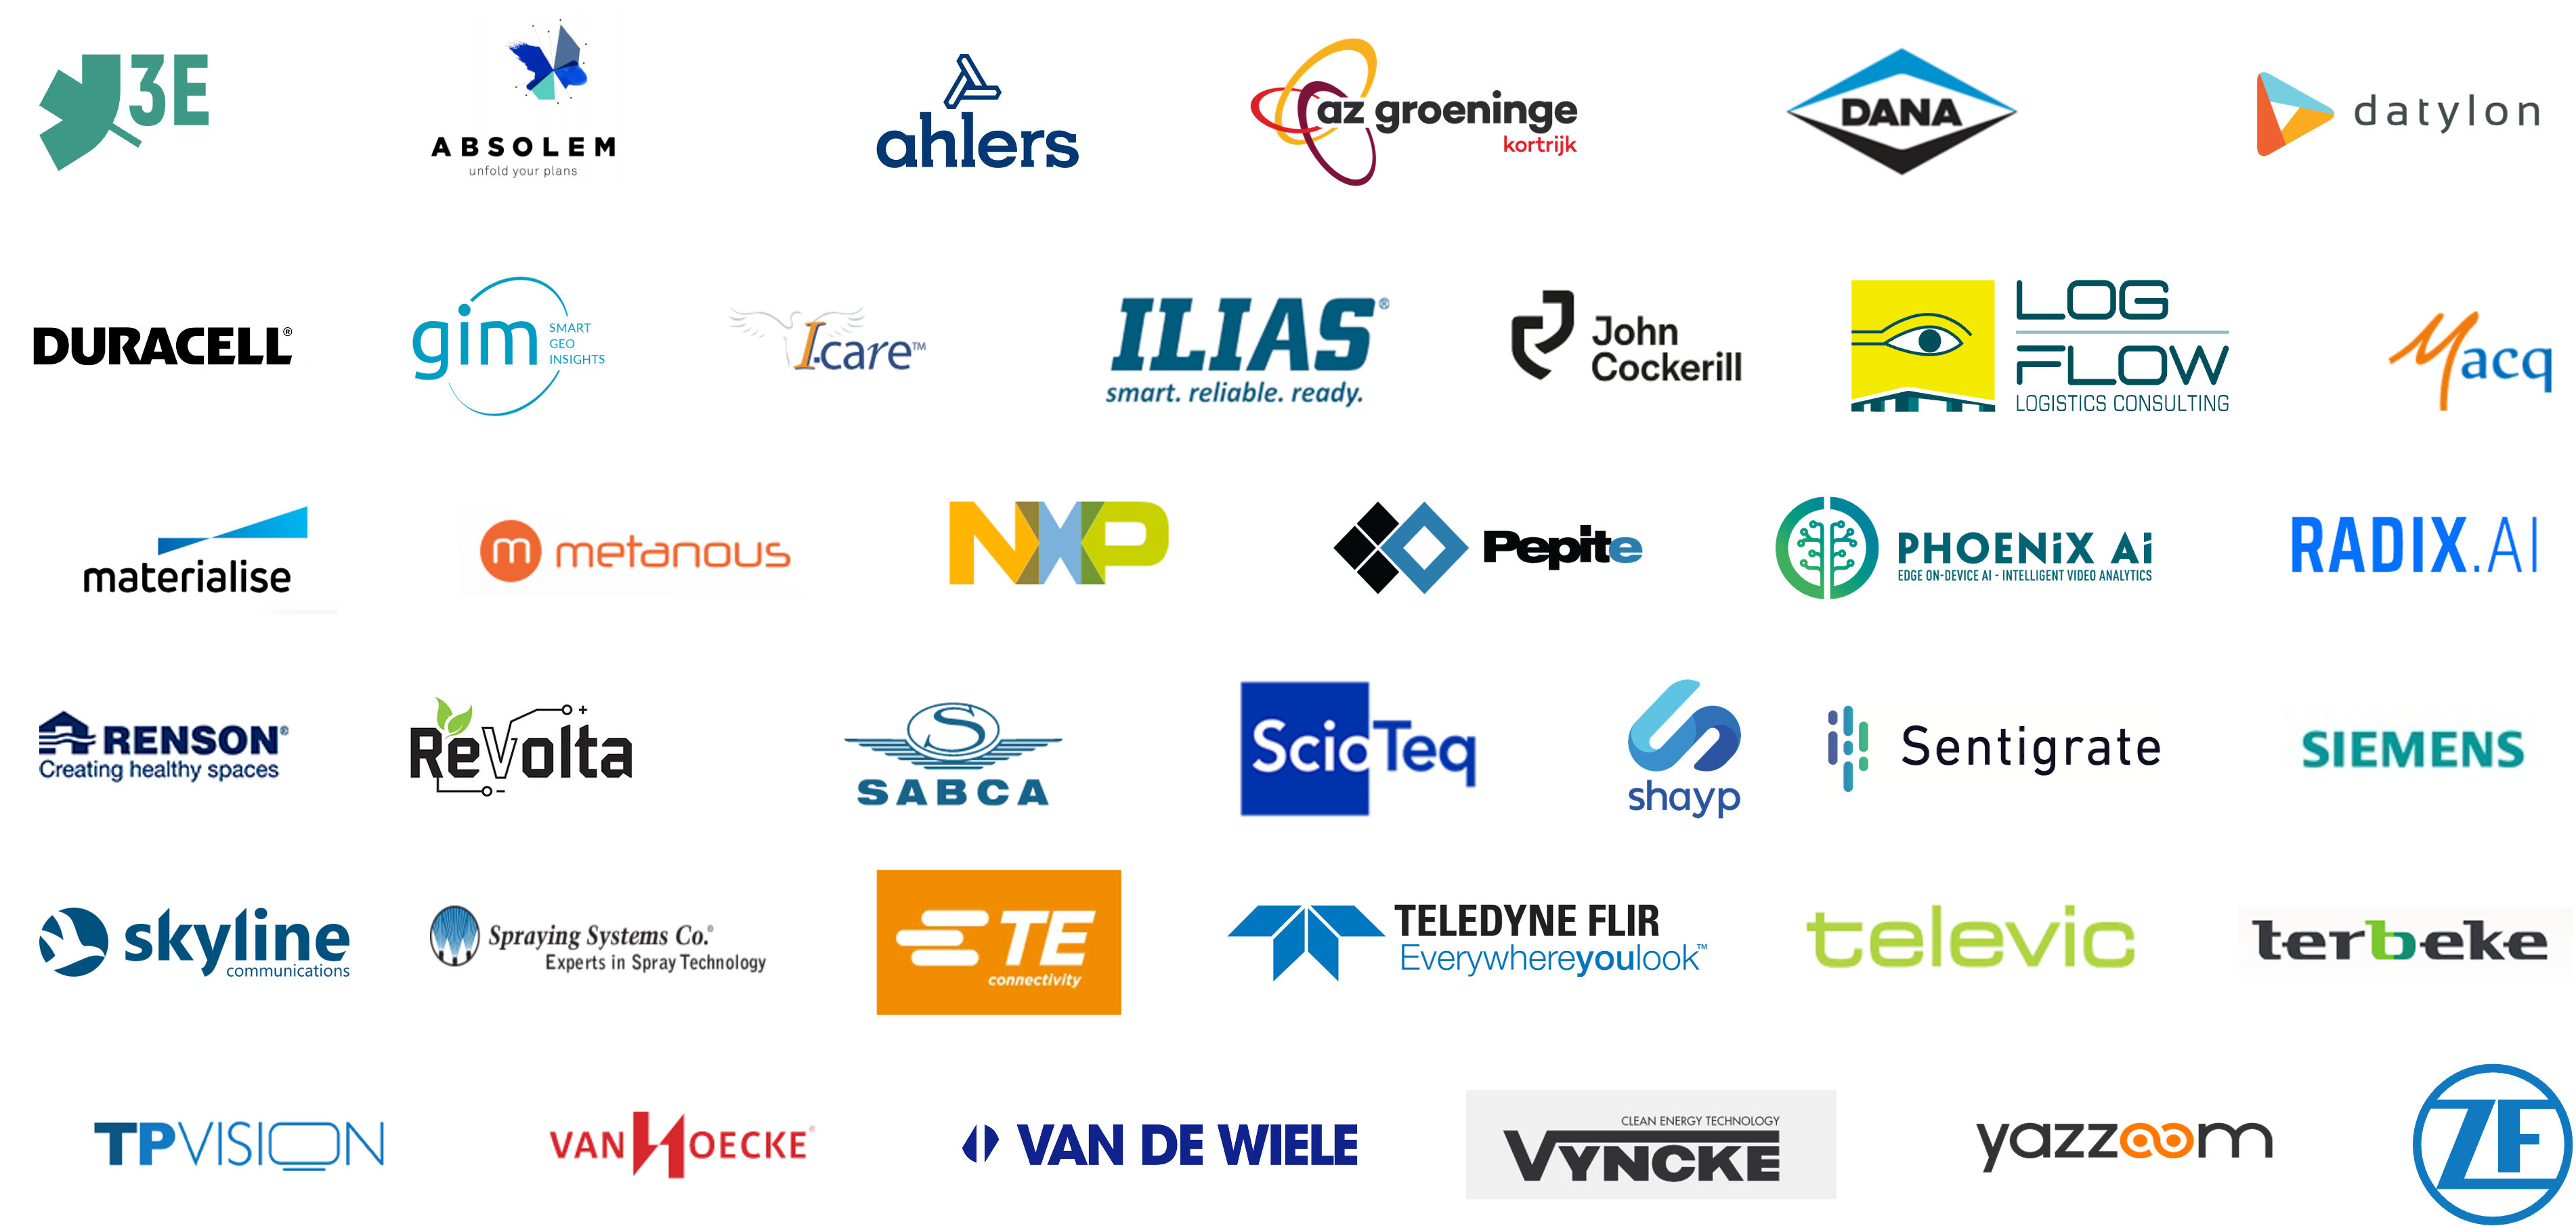 3E
ABSOLEM
unfold your plans
ahlers
az groeninge
kortrijk
DANA
datylon
DURACELL®
gim
SMART
GEO
INSIGHTS
I-care™
ILIAS®
smart. reliable. ready.
John
Cockerill
LOG
FLOW
LOGISTICS CONSULTING
Macq
materialise
m metanous
NXP
Pepite
PHOENiX Ai
EDGE ON-DEVICE AI - INTELLIGENT VIDEO ANALYTICS
RADIX.AI
RENSON®
Creating healthy spaces
ReVolta
S
SABCA
ScioTeq
shayp
Sentigrate
SIEMENS
skyline
communications
Spraying Systems Co.®
Experts in Spray Technology
TE
connectivity
TELEDYNE FLIR
Everywhereyoulook™
televic
terbeke
TPVISION
VAN HOECKE®
VAN DE WIELE
CLEAN ENERGY TECHNOLOGY
VYNCKE
yazzoom
ZF